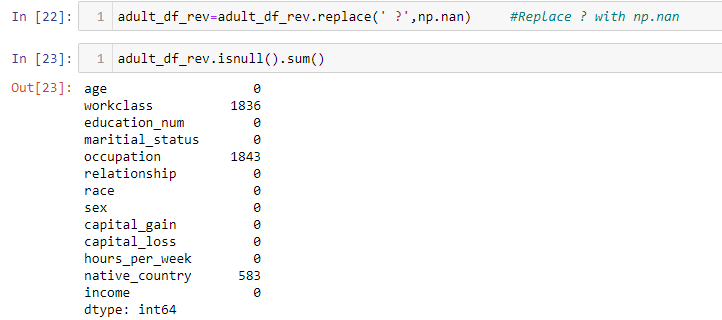 In [22]: 1 adult_df_rev=adult_df_rev.replace(' ?',np.nan) #Replace ? with np.nan
In [23]: 1 adult_df_rev.isnull().sum()
Out[23]: age 0
workclass 1836
education_num 0
maritial_status 0
occupation 1843
relationship 0
race 0
sex 0
capital_gain 0
capital_loss 0
hours_per_week 0
native_country 583
income 0
dtype: int64